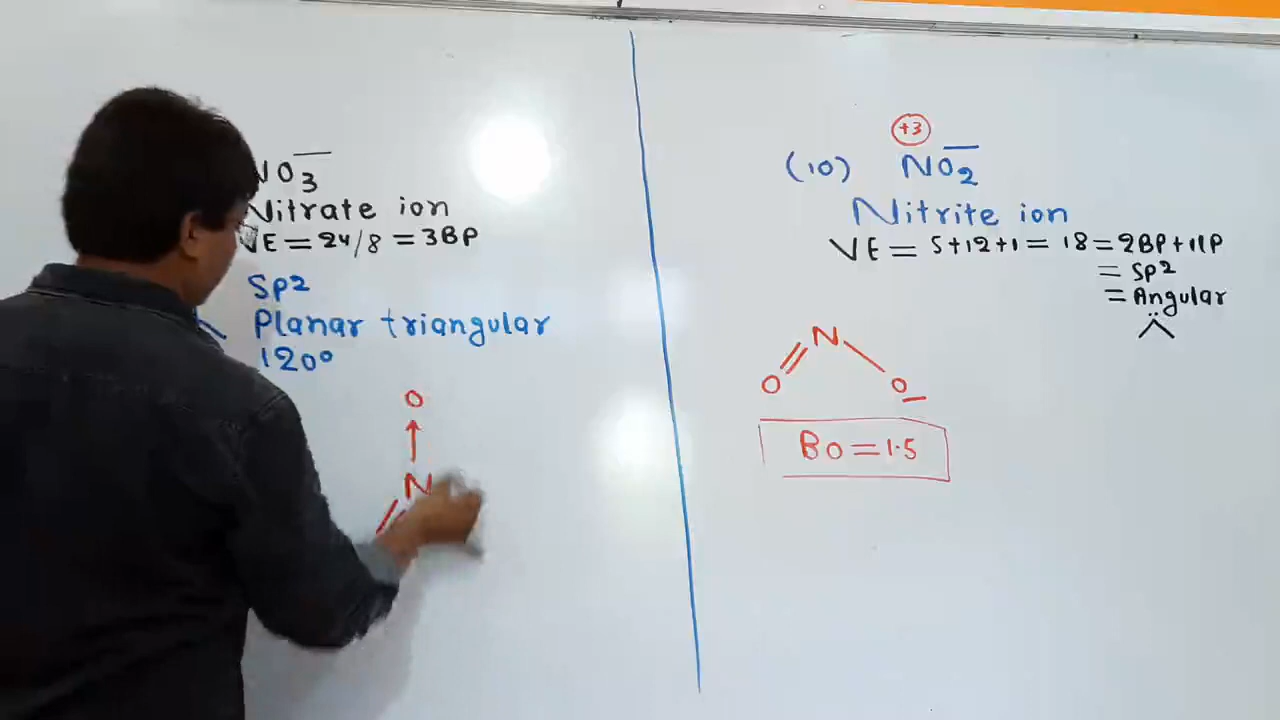 NO3
Nitrate ion
VE = 24/8 = 3BP
Sp2
Planar triangular
120°
O
N
+3
(10) NO2
Nitrite ion
VE = 5+12+1 = 18 = 2BP+1LP
= Sp2
= Angular
N
O O
BO = 1.5